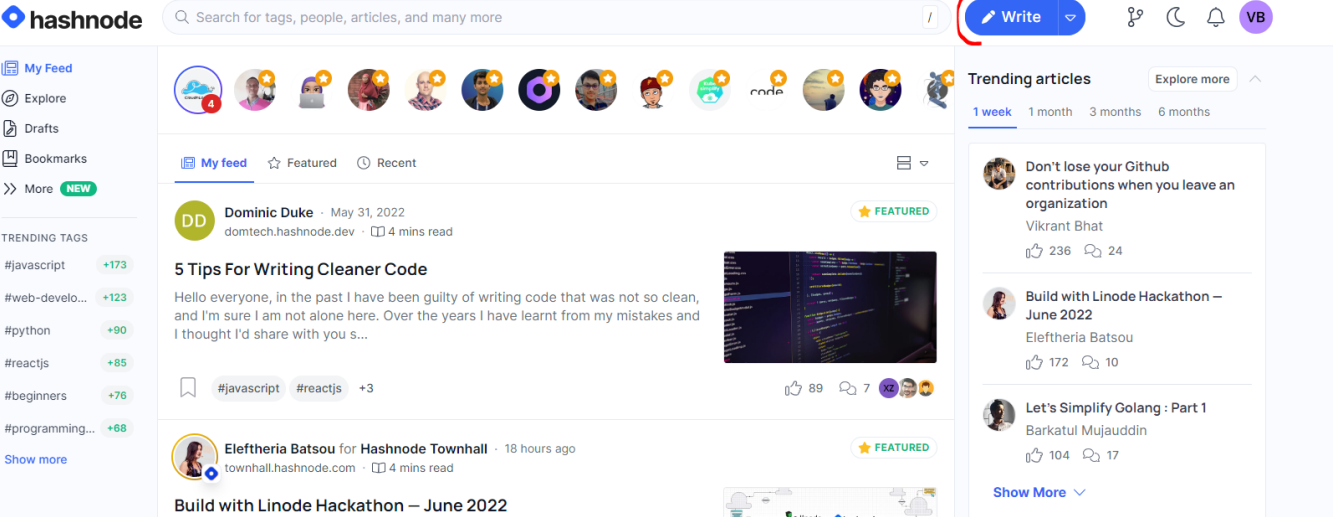 hashnode
Search for tags, people, articles, and many more
/
Write
VB
My Feed
Explore
Drafts
Bookmarks
More NEW
TRENDING TAGS
#javascript +173
#web-develo... +123
#python +90
#reactjs +85
#beginners +76
#programming... +68
Show more
4
code
My feed
Featured
Recent
DD
Dominic Duke · May 31, 2022
domtech.hashnode.dev · 4 mins read
FEATURED
5 Tips For Writing Cleaner Code
Hello everyone, in the past I have been guilty of writing code that was not so clean,
and I'm sure I am not alone here. Over the years I have learnt from my mistakes and
I thought I'd share with you s...
#javascript #reactjs +3
89
7
XZ
Eleftheria Batsou for Hashnode Townhall · 18 hours ago
townhall.hashnode.com · 4 mins read
FEATURED
Build with Linode Hackathon — June 2022
Trending articles
Explore more
1 week
1 month
3 months
6 months
Don't lose your Github
contributions when you leave an
organization
Vikrant Bhat
236 24
Build with Linode Hackathon —
June 2022
Eleftheria Batsou
172 10
Let's Simplify Golang : Part 1
Barkatul Mujauddin
104 17
Show More